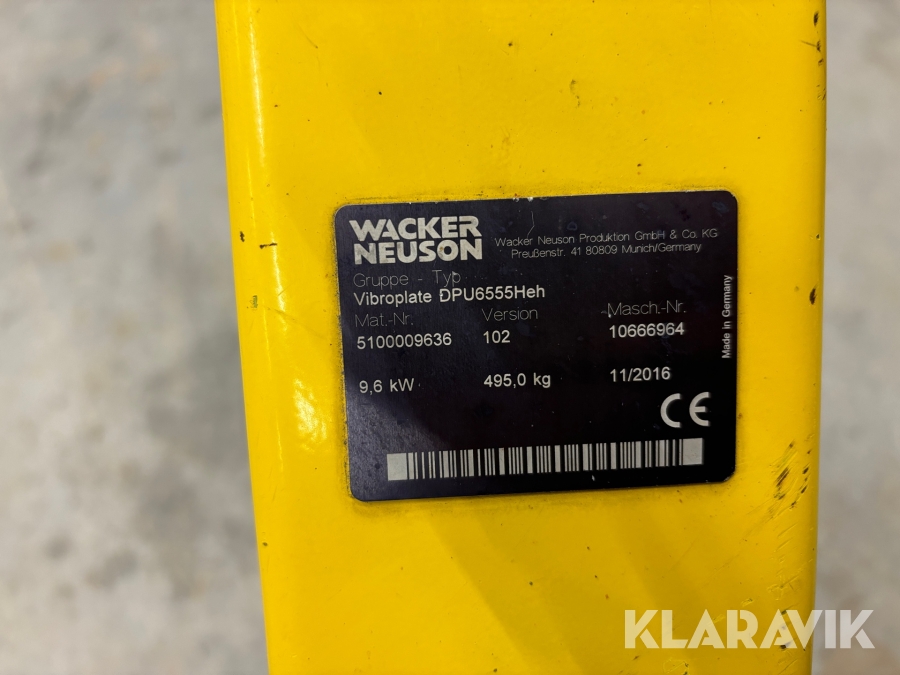 WACKER
NEUSON
Wacker Neuson Produktion GmbH & Co. KG
Preußenstr. 41 80809 Munich/Germany
Gruppe - Typ
Vibroplate DPU6555Heh
Mat.-Nr. Version Masch.-Nr.
5100009636 102 10666964
9,6 kW 495,0 kg 11/2016
CE
Made in Germany
KLARAVIK